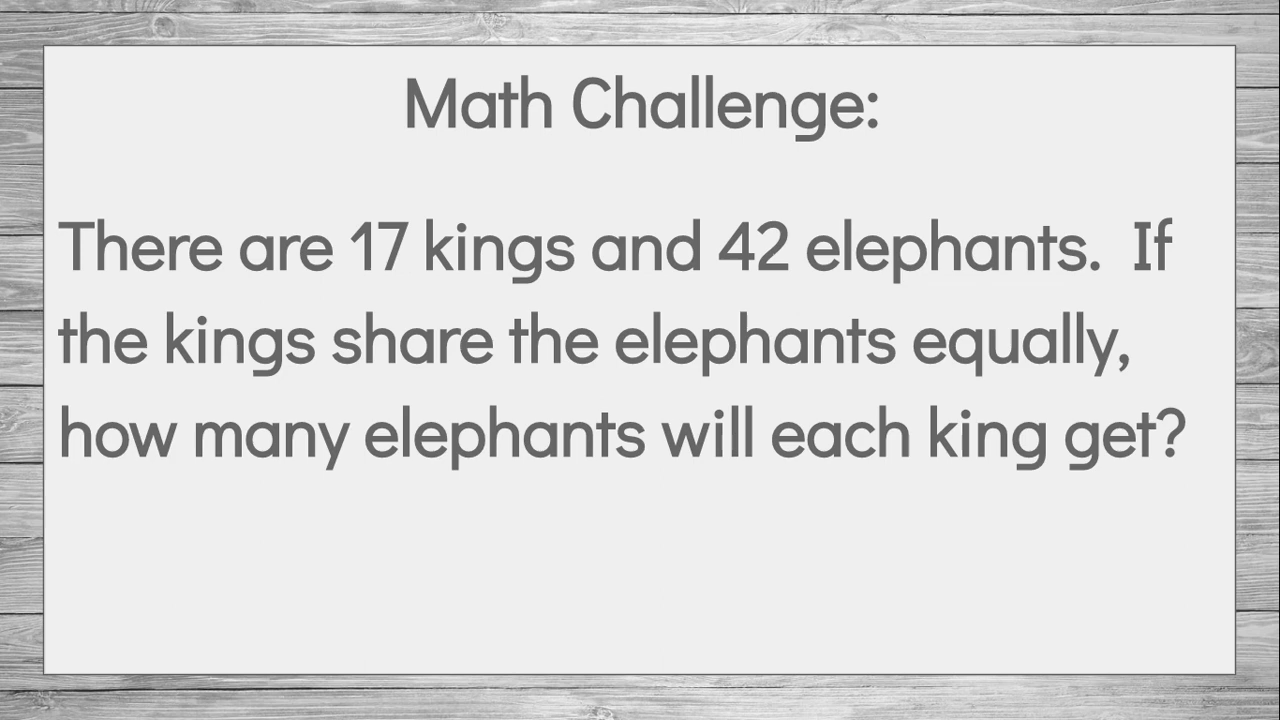 Math Challenge:
There are 17 kings and 42 elephants.  If
the kings share the elephants equally,
how many elephants will each king get?